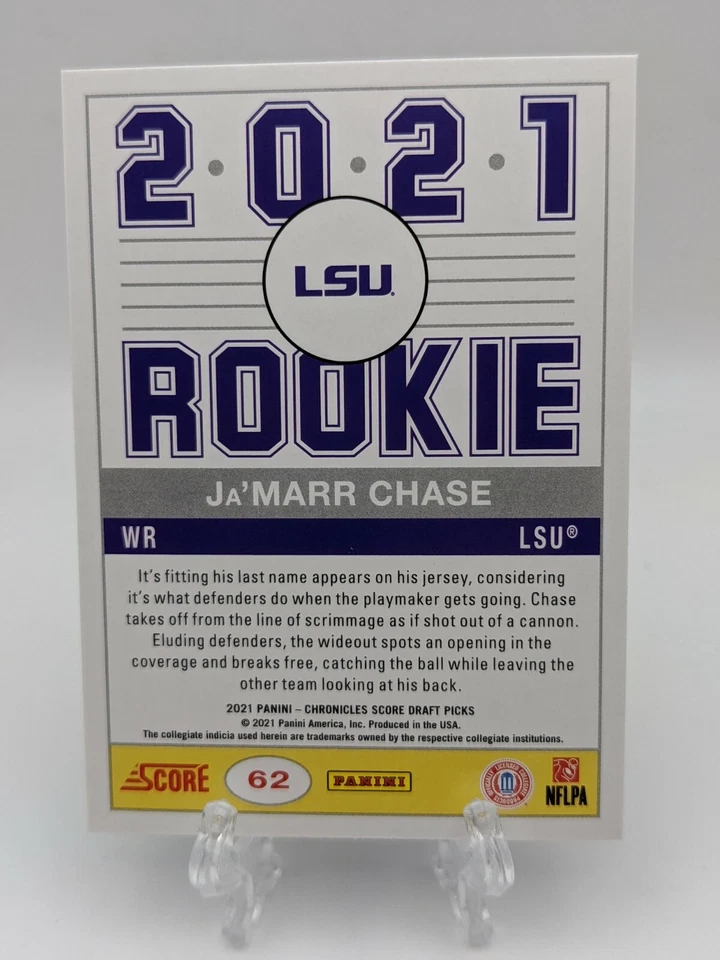 2•0•2•1
LSU
ROOKIE
JA'MARR CHASE
WR LSU®
It's fitting his last name appears on his jersey, considering
it's what defenders do when the playmaker gets going. Chase
takes off from the line of scrimmage as if shot out of a cannon.
Eluding defenders, the wideout spots an opening in the
coverage and breaks free, catching the ball while leaving the
other team looking at his back.
2021 PANINI – CHRONICLES SCORE DRAFT PICKS
© 2021 Panini America, Inc. Produced in the USA.
The collegiate indicia used herein are trademarks owned by the respective collegiate institutions.
SCORE 62 PANINI NFLPA